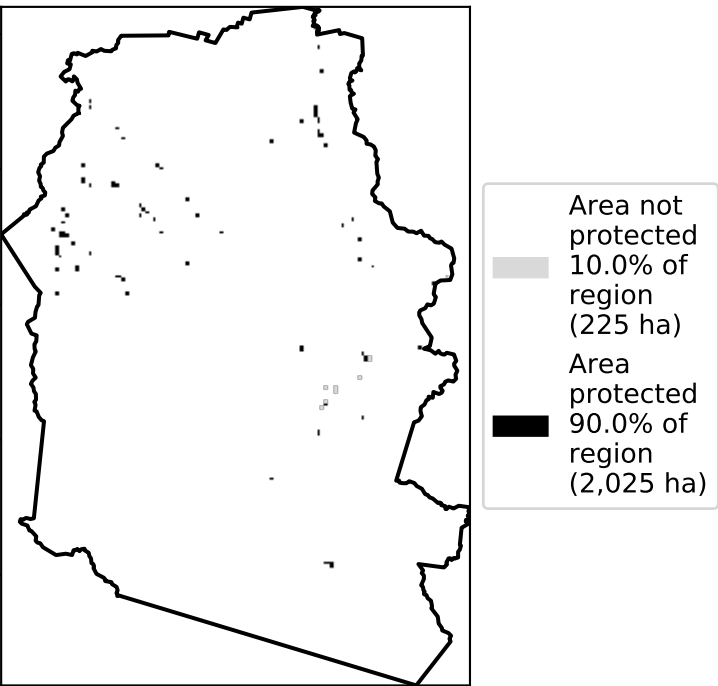 Area not
protected
10.0% of
region
(225 ha)
Area
protected
90.0% of
region
(2,025 ha)